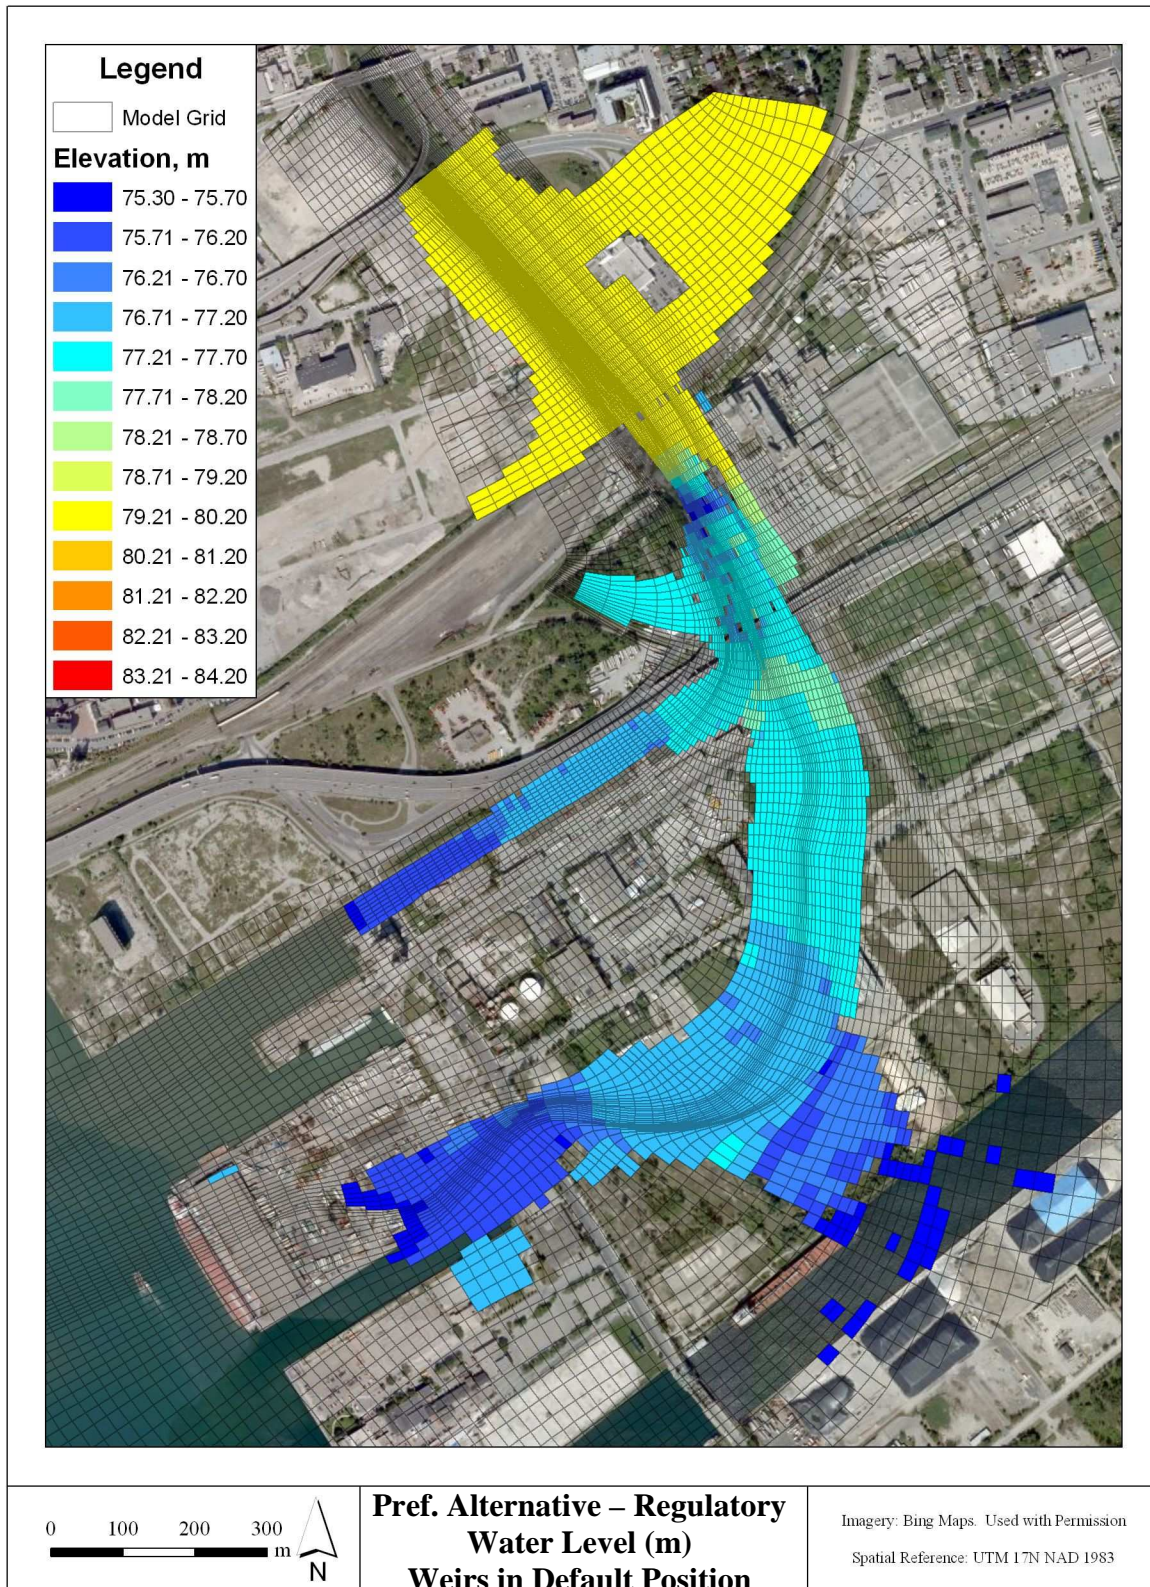 Legend
Model Grid
Elevation, m
75.30 - 75.70
75.71 - 76.20
76.21 - 76.70
76.71 - 77.20
77.21 - 77.70
77.71 - 78.20
78.21 - 78.70
78.71 - 79.20
79.21 - 80.20
80.21 - 81.20
81.21 - 82.20
82.21 - 83.20
83.21 - 84.20
0 100 200 300
m
N
Pref. Alternative – Regulatory
Water Level (m)
Weirs in Default Position
Imagery: Bing Maps. Used with Permission
Spatial Reference: UTM 17N NAD 1983